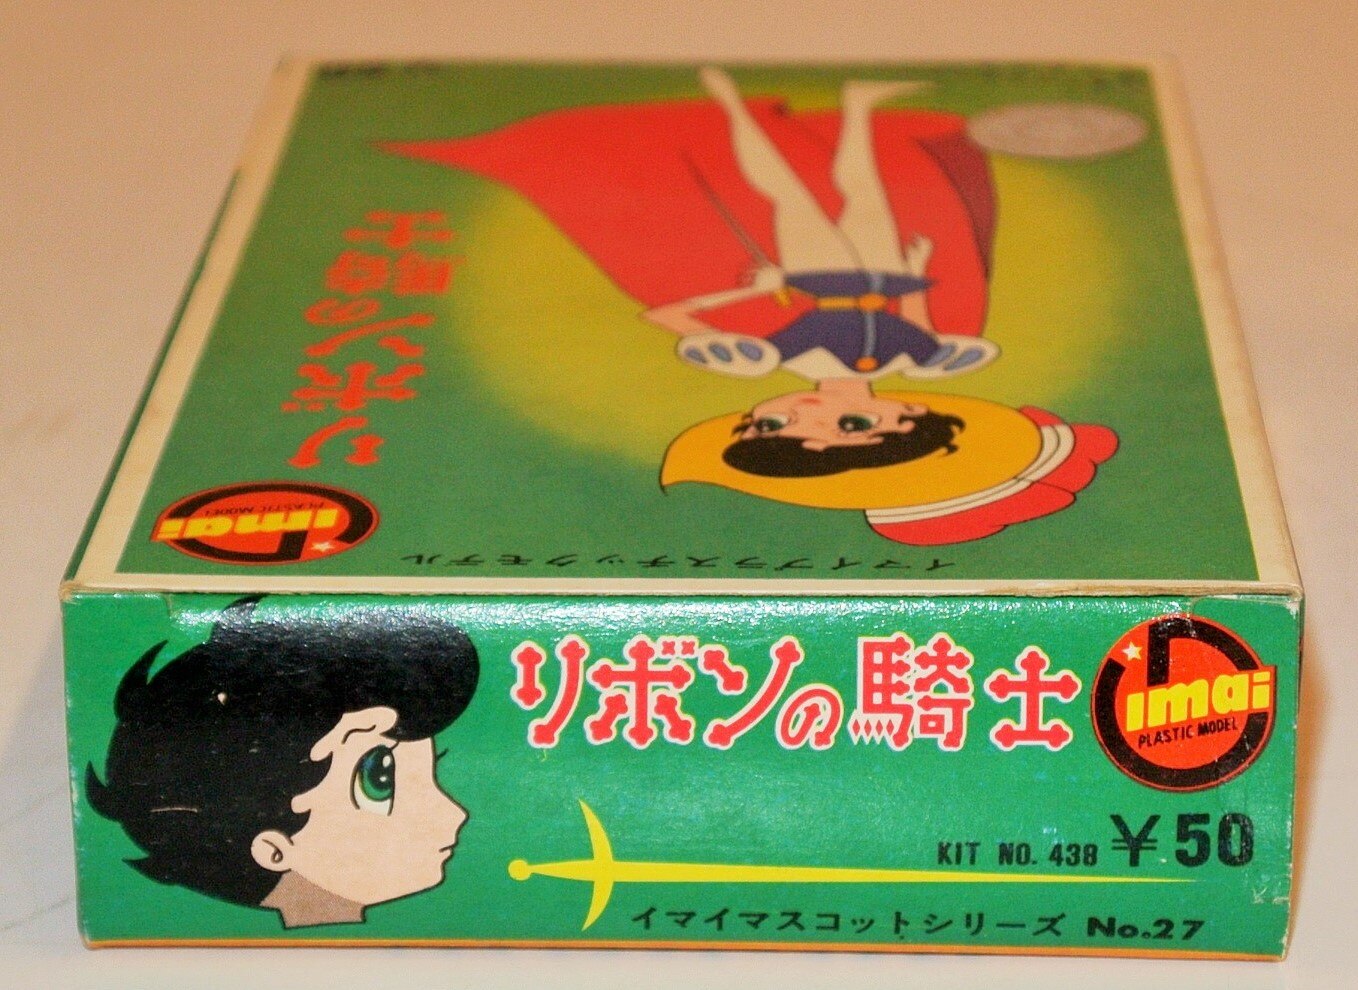 リボンの騎士
imai
PLASTIC MODEL
イマイプラスチックモデル
リボンの騎士
imai
PLASTIC MODEL
KIT NO. 438 ¥50
イマイマスコットシリーズ No.27